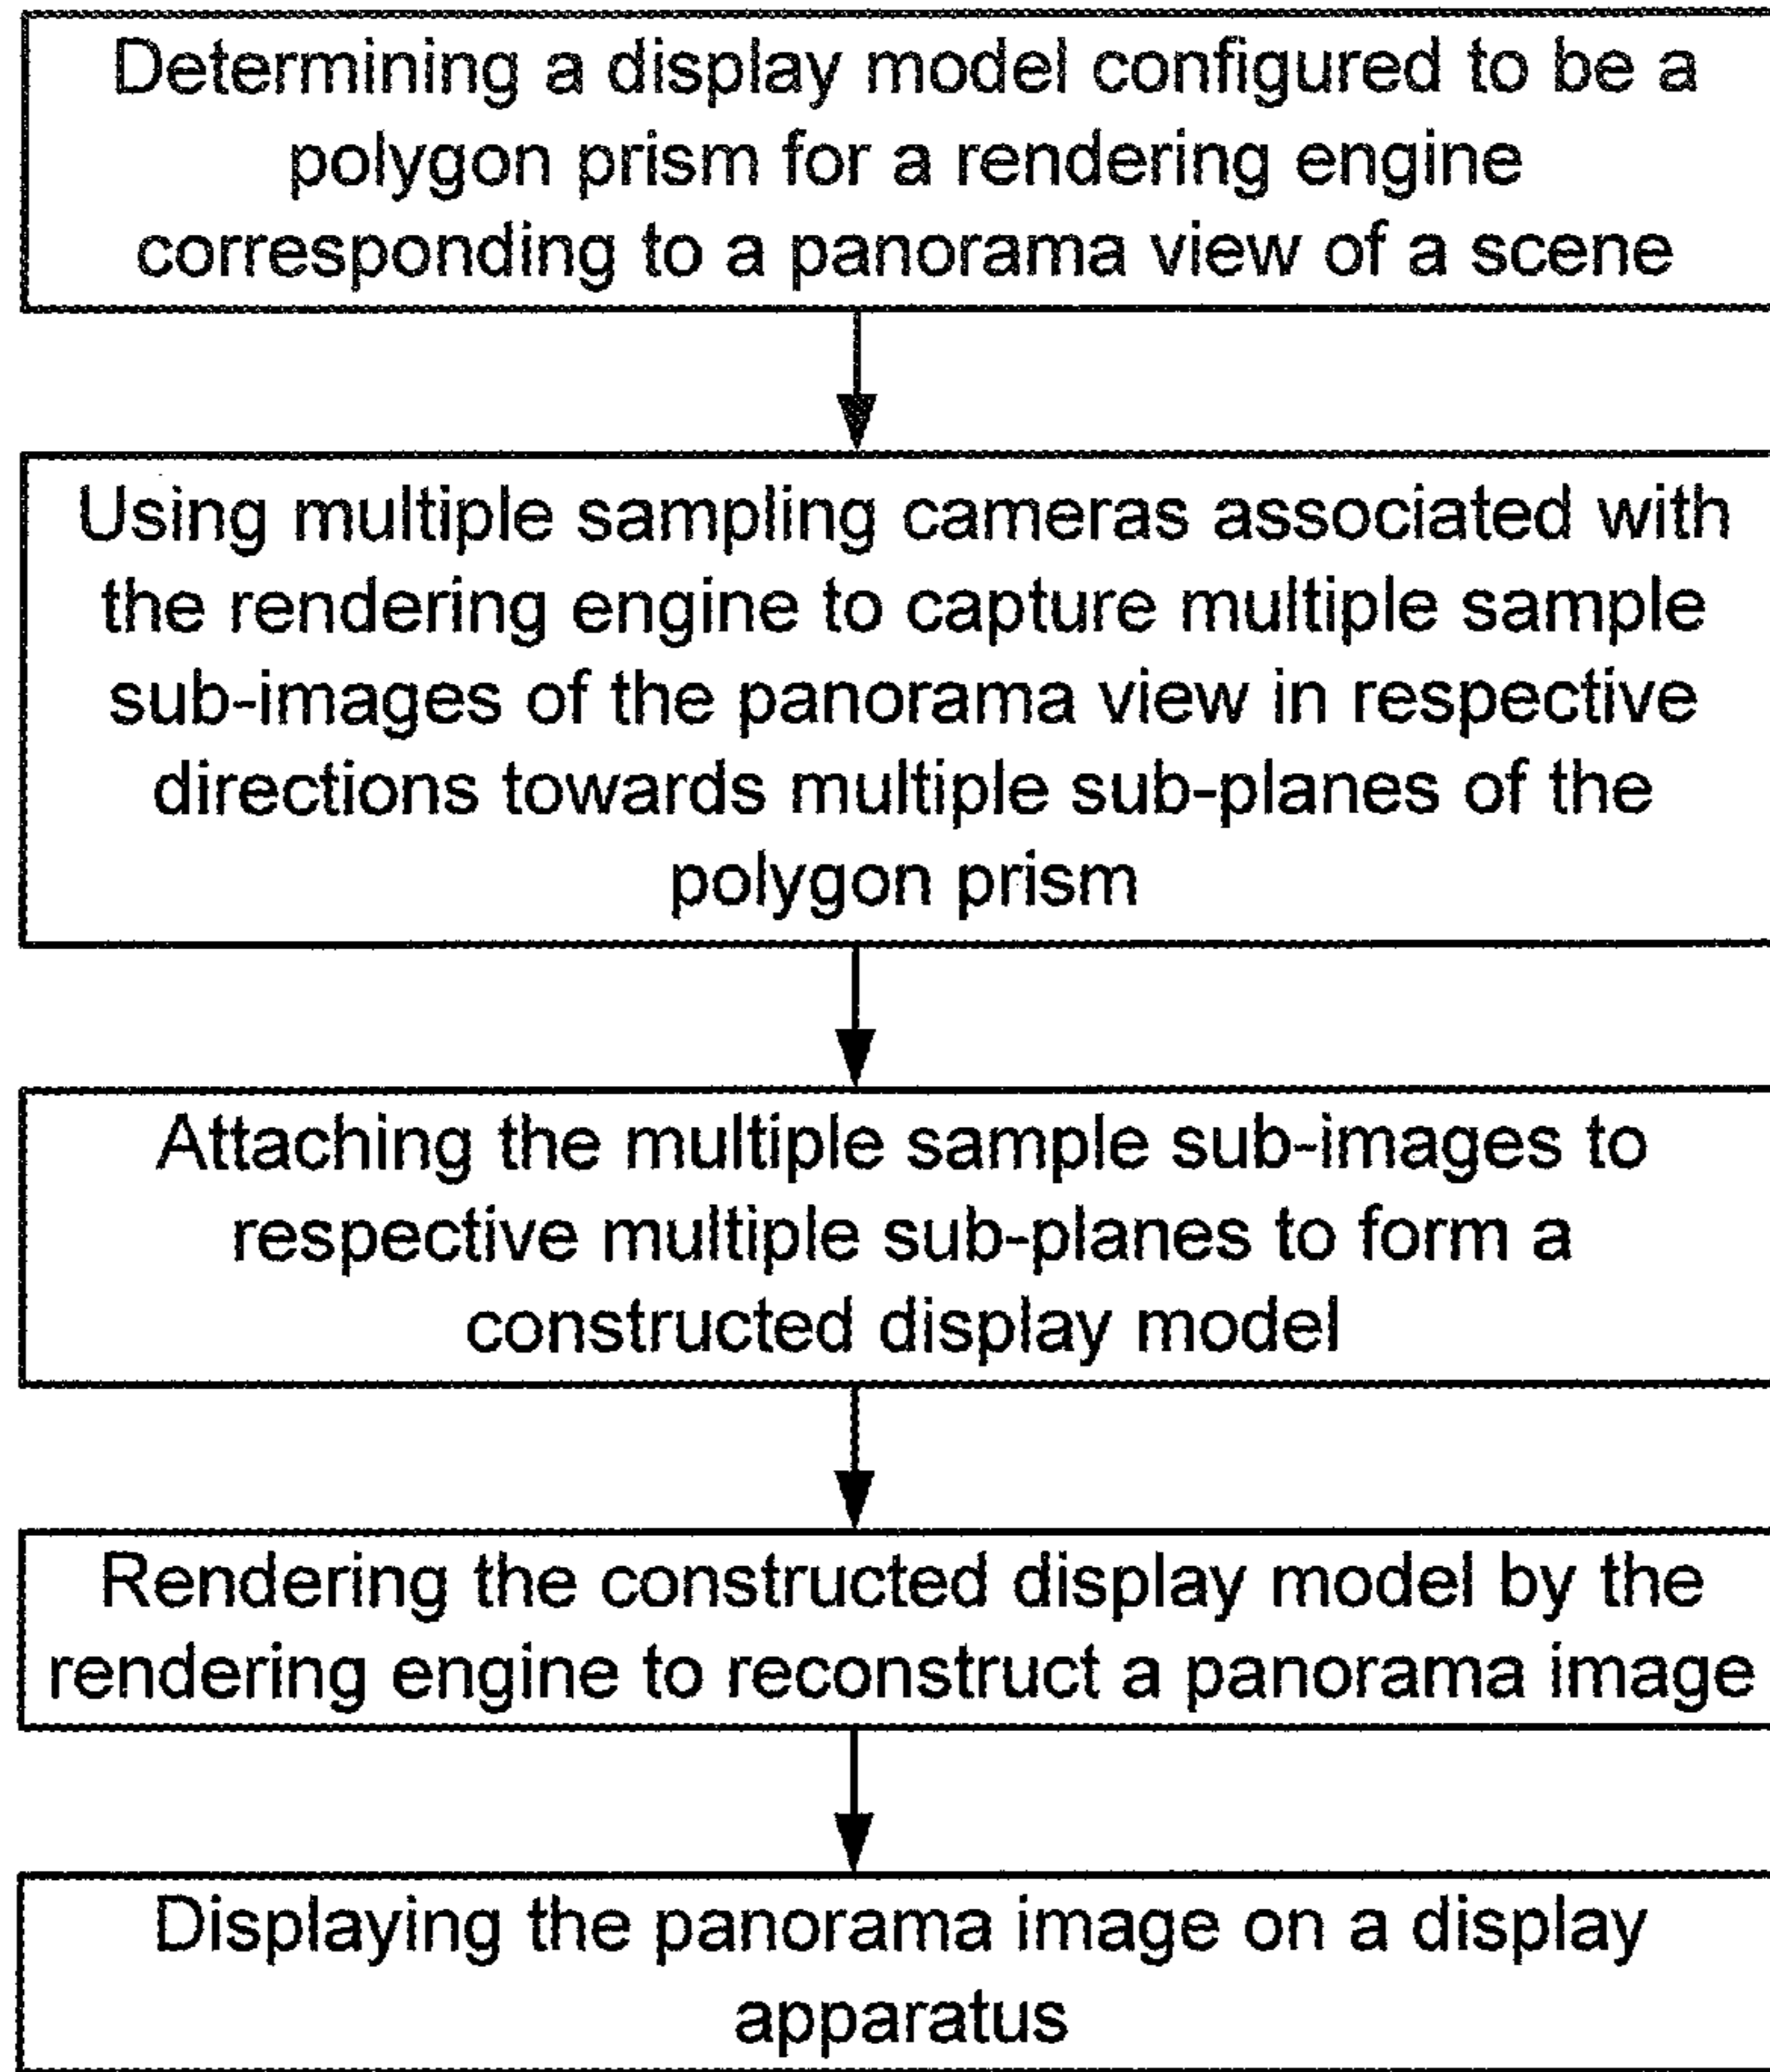 Determining a display model configured to be a
polygon prism for a rendering engine
corresponding to a panorama view of a scene
Using multiple sampling cameras associated with
the rendering engine to capture multiple sample
sub-images of the panorama view in respective
directions towards multiple sub-planes of the
polygon prism
Attaching the multiple sample sub-images to
respective multiple sub-planes to form a
constructed display model
Rendering the constructed display model by the
rendering engine to reconstruct a panorama image
Displaying the panorama image on a display
apparatus